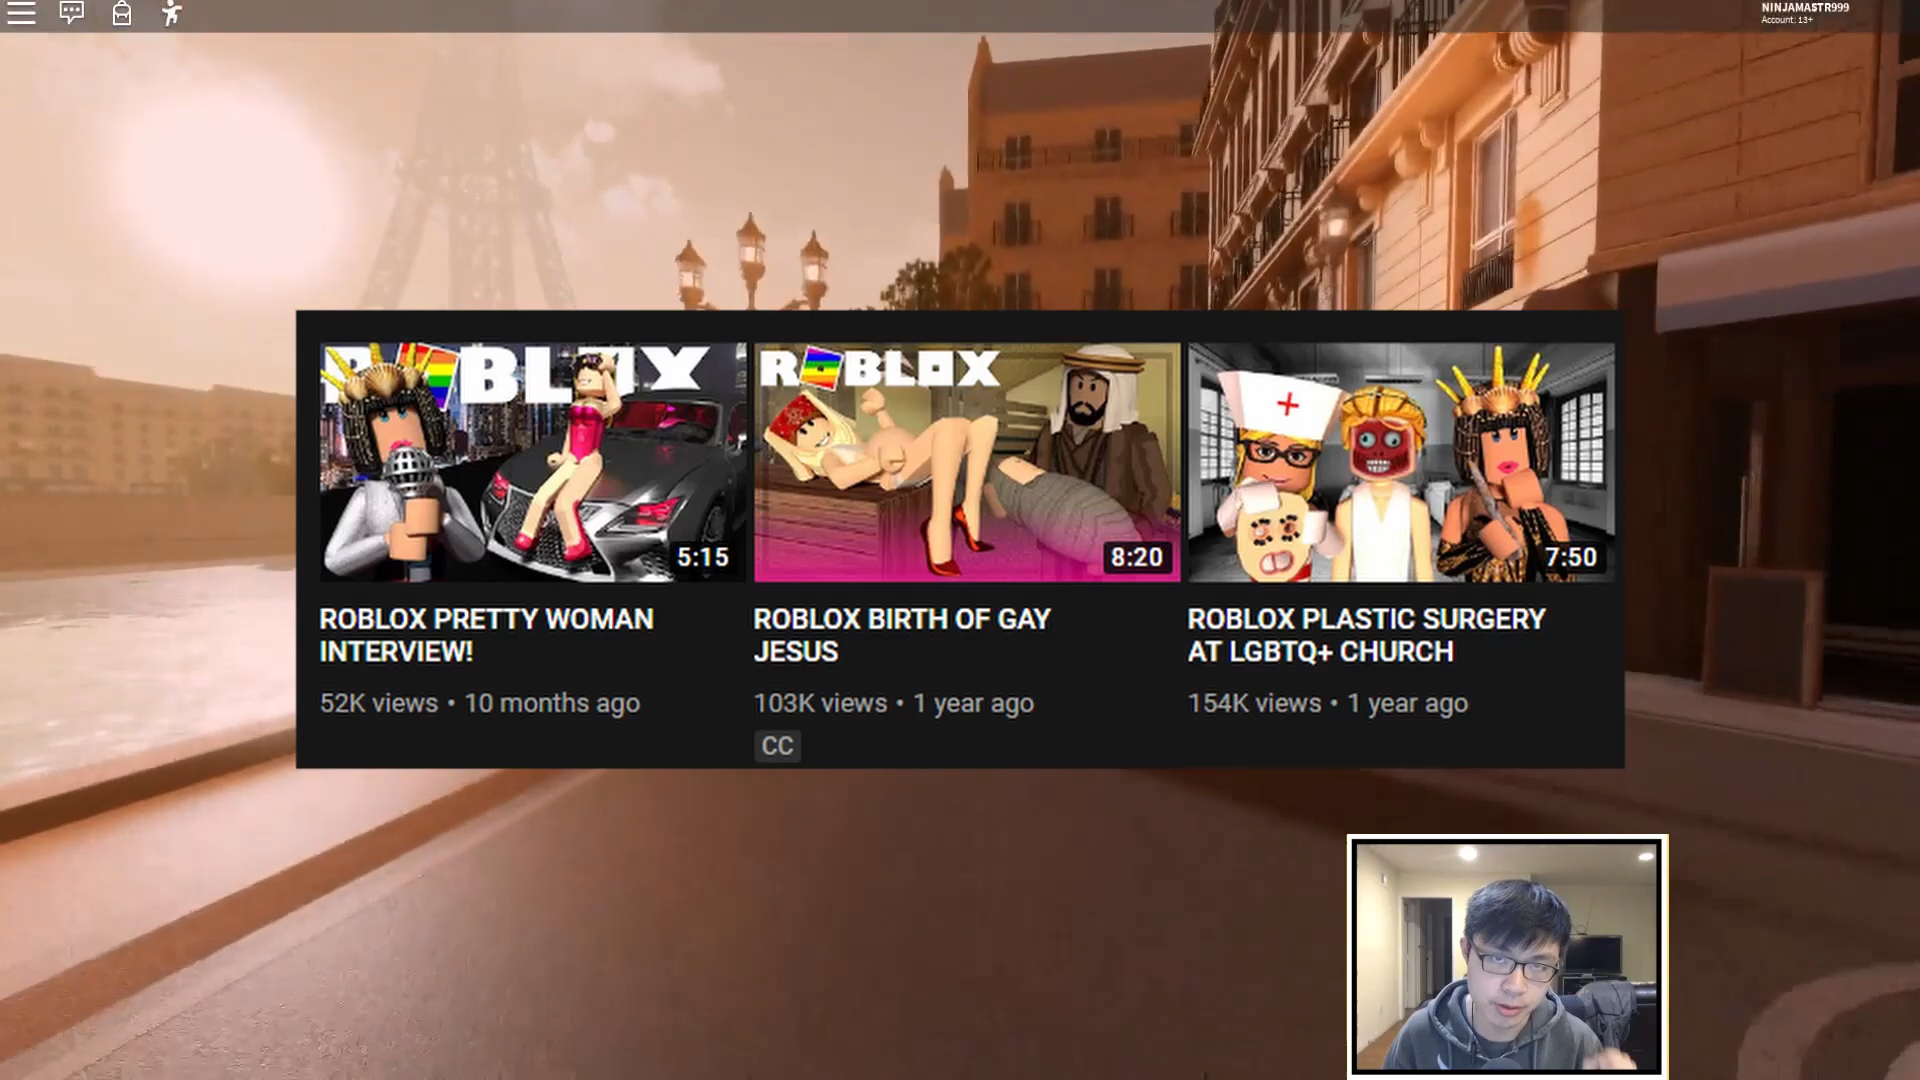 NINJAMASTR999
Account: 13+
ROBLOX
ROBLOX
5:15
8:20
7:50
ROBLOX PRETTY WOMAN
INTERVIEW!
52K views • 10 months ago
ROBLOX BIRTH OF GAY
JESUS
103K views • 1 year ago
CC
ROBLOX PLASTIC SURGERY
AT LGBTQ+ CHURCH
154K views • 1 year ago